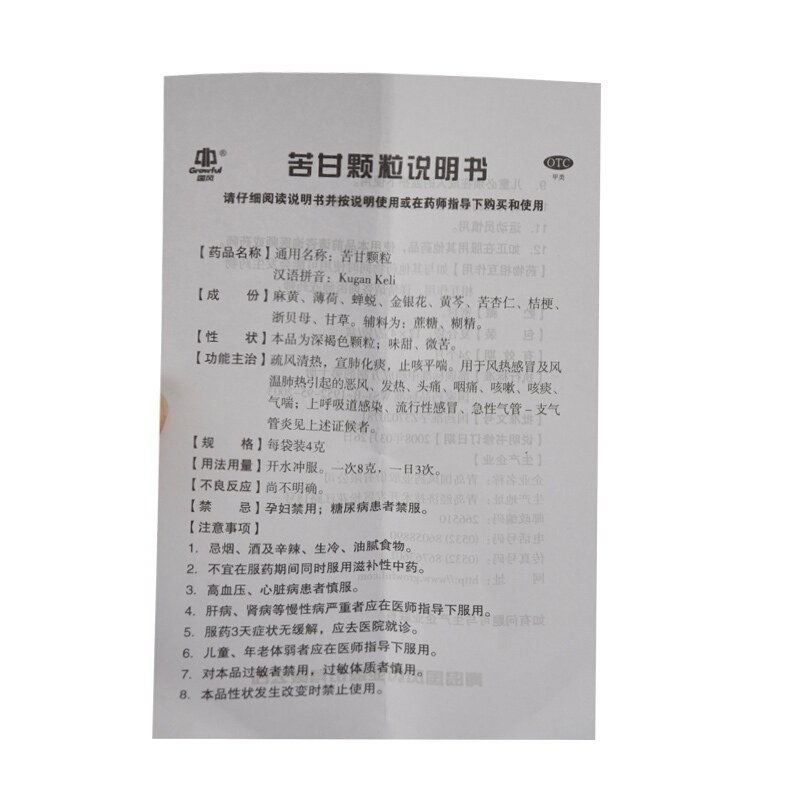 Growful®
国风
苦甘颗粒说明书
OTC
甲类
请仔细阅读说明书并按说明使用或在药师指导下购买和使用
【药品名称】通用名称：苦甘颗粒
汉语拼音：Kugan Keli
【成 份】麻黄、薄荷、蝉蜕、金银花、黄芩、苦杏仁、桔梗、
浙贝母、甘草。辅料为：蔗糖、糊精。
【性 状】本品为深褐色颗粒；味甜、微苦。
【功能主治】疏风清热，宣肺化痰，止咳平喘。用于风热感冒及风
温肺热引起的恶风、发热、头痛、咽痛、咳嗽、咳痰、
气喘；上呼吸道感染、流行性感冒、急性气管－支气
管炎见上述证候者。
【规 格】每袋装4克
【用法用量】开水冲服。一次8克，一日3次。
【不良反应】尚不明确。
【禁 忌】孕妇禁用；糖尿病患者禁服。
【注意事项】
1. 忌烟、酒及辛辣、生冷、油腻食物。
2. 不宜在服药期间同时服用滋补性中药。
3. 高血压、心脏病患者慎服。
4. 肝病、肾病等慢性病严重者应在医师指导下服用。
5. 服药3天症状无缓解，应去医院就诊。
6. 儿童、年老体弱者应在医师指导下服用。
7. 对本品过敏者禁用，过敏体质者慎用。
8. 本品性状发生改变时禁止使用。